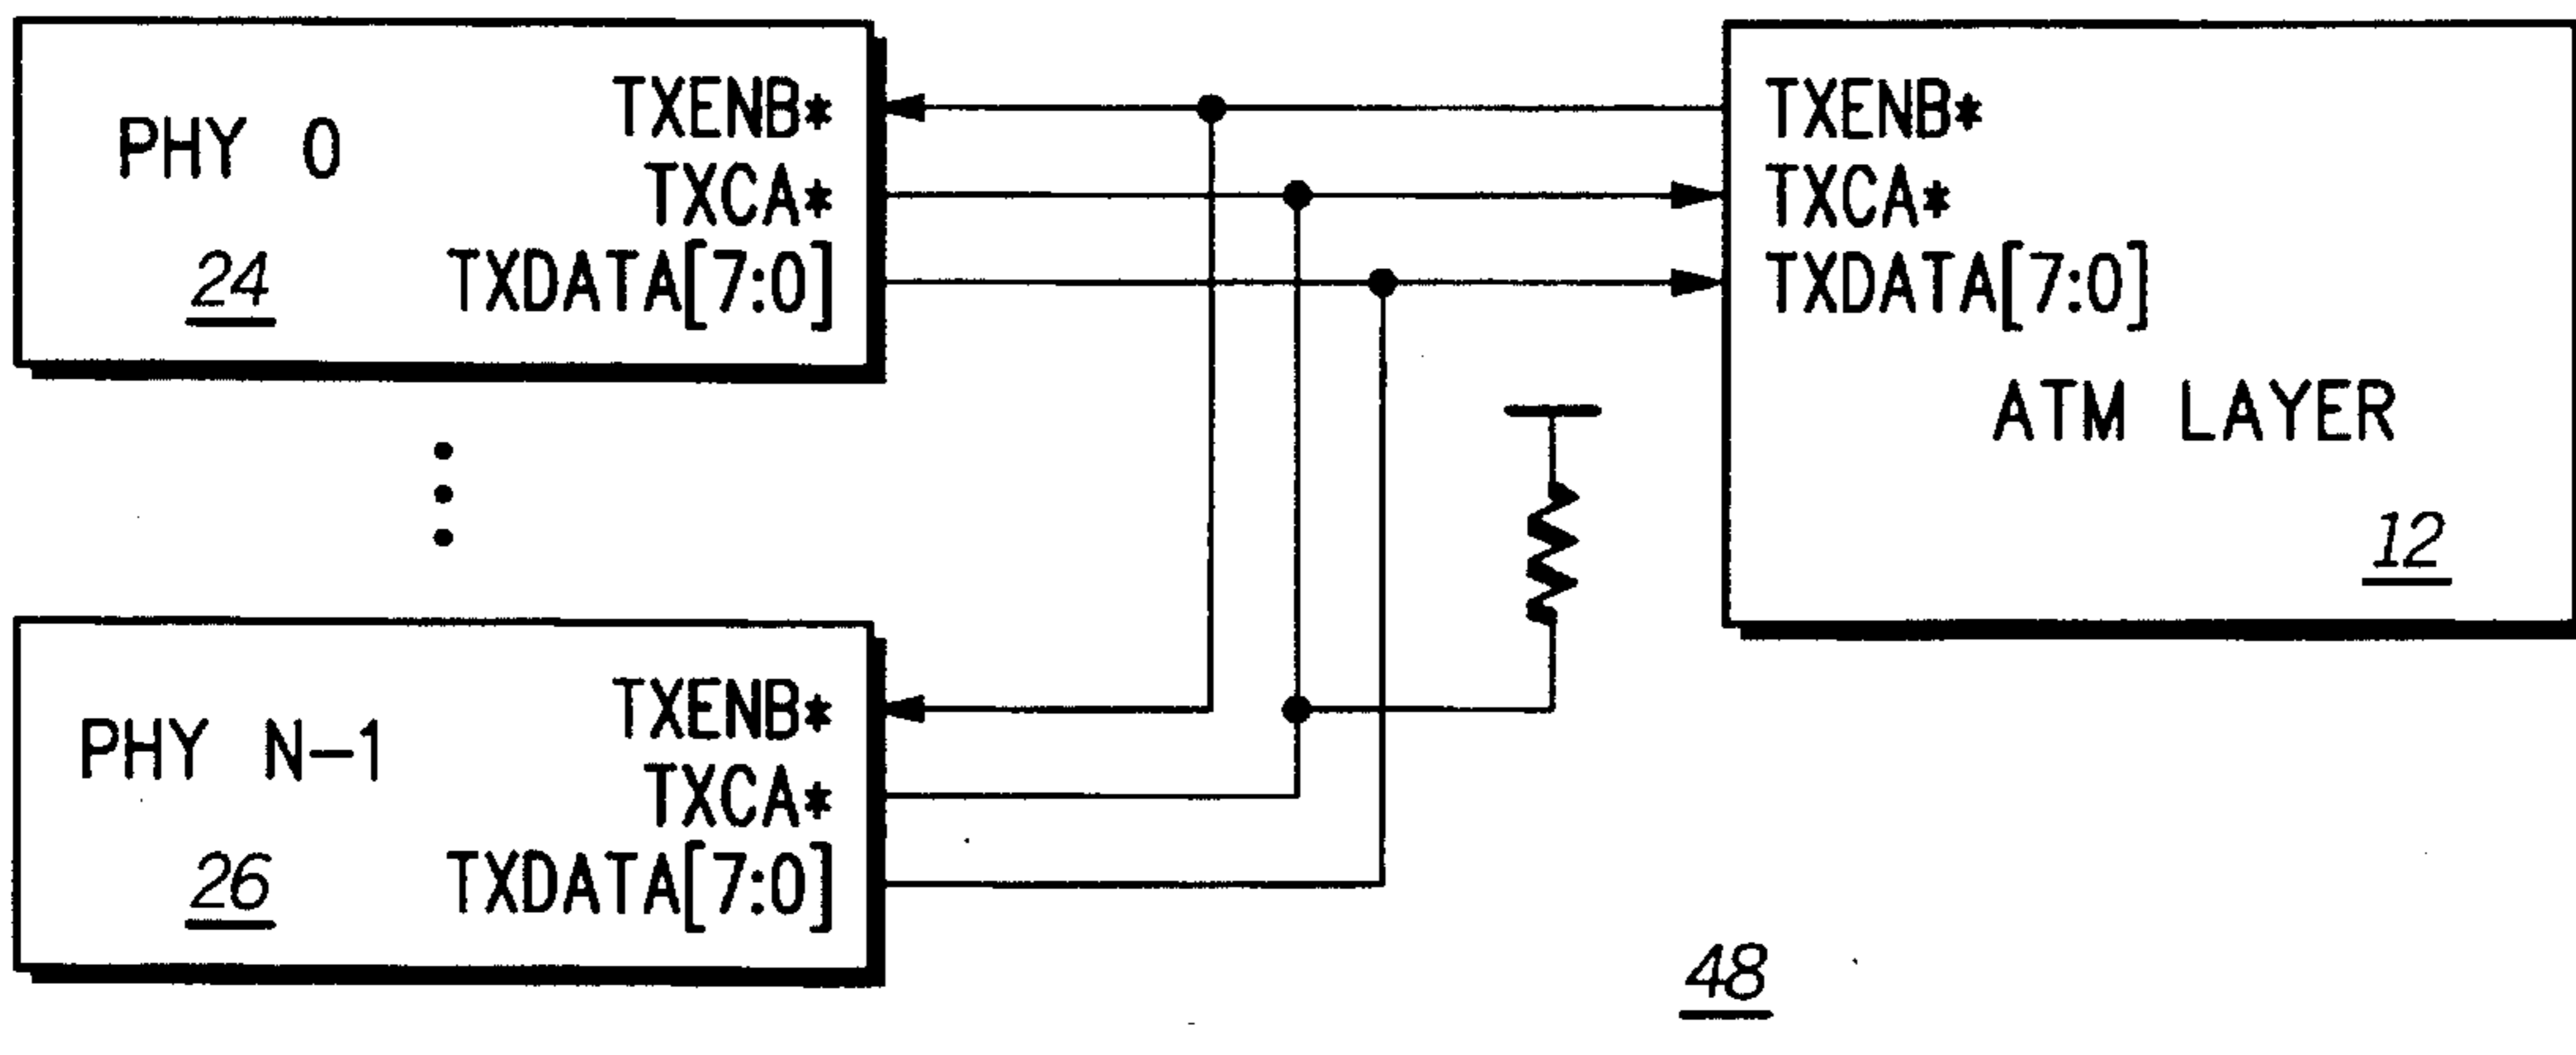 PHY 0
24
TXENB*
TXCA*
TXDATA[7:0]
TXENB*
TXCA*
TXDATA[7:0]
ATM LAYER
12
PHY N-1
26
TXENB*
TXCA*
TXDATA[7:0]
48